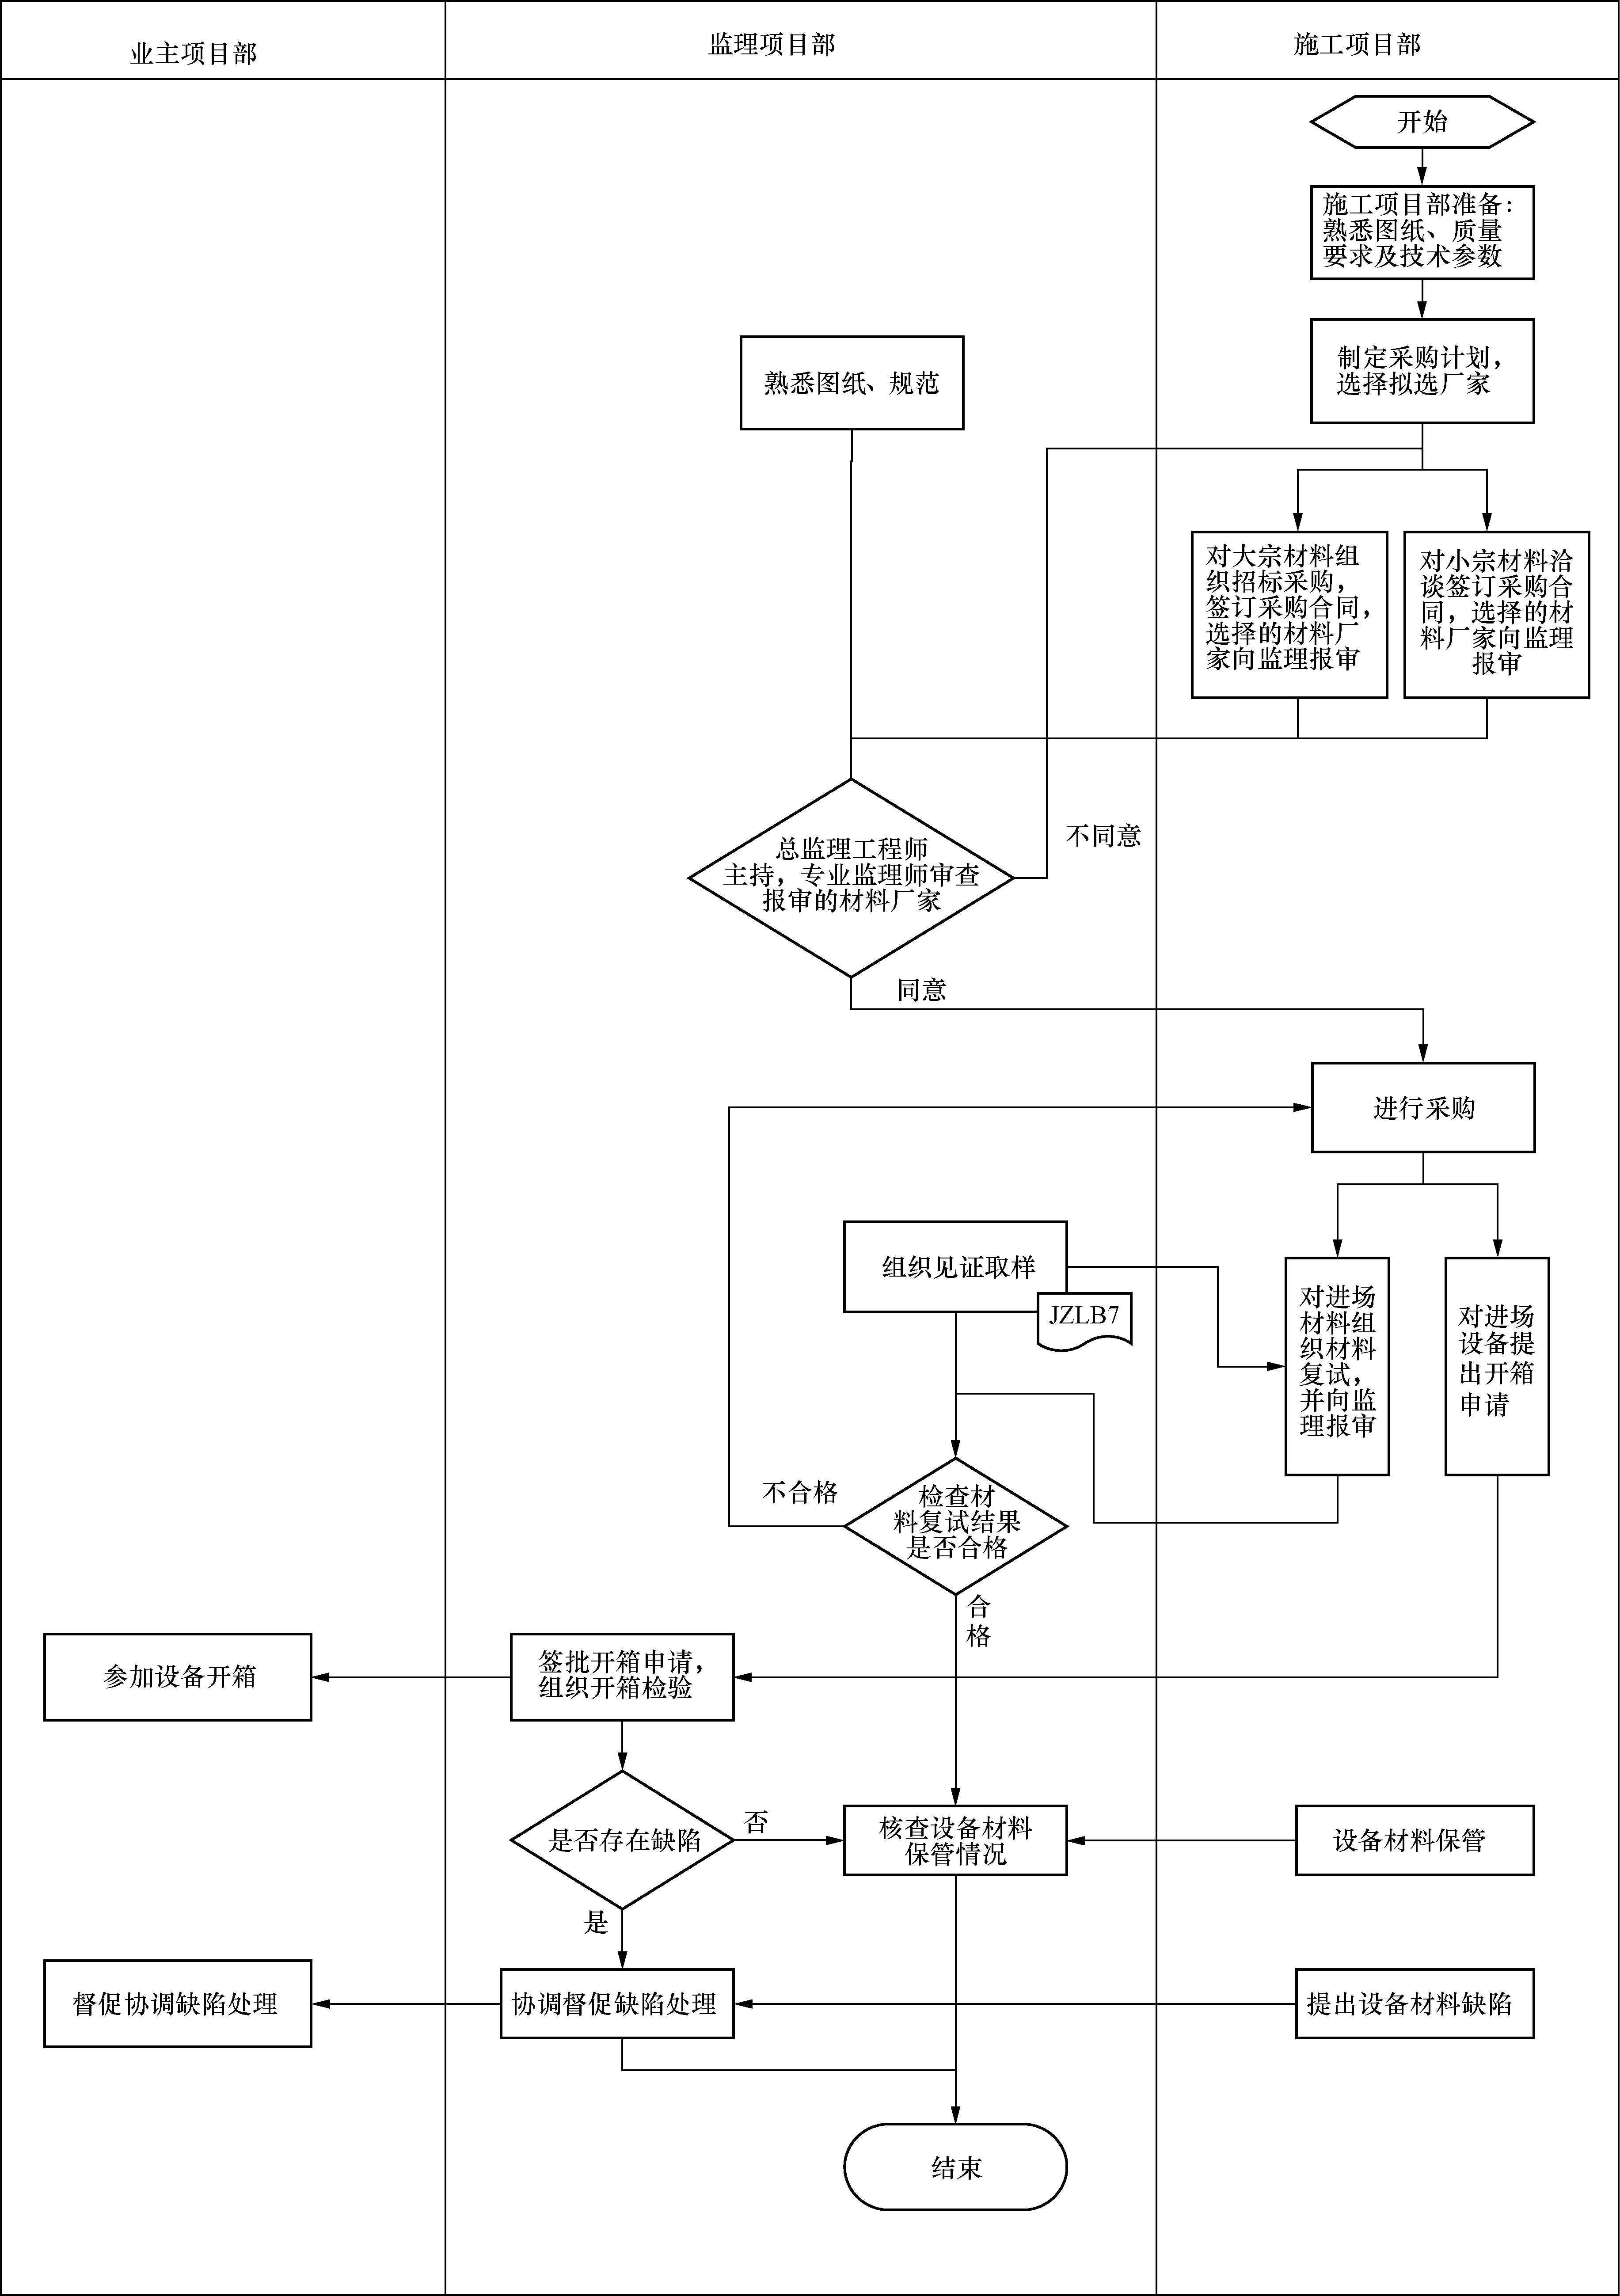 业主项目部
监理项目部
施工项目部
开始
施工项目部准备：
熟悉图纸、质量
要求及技术参数
制定采购计划，
选择拟选厂家
熟悉图纸、规范
对大宗材料组
织招标采购，
签订采购合同，
选择的材料厂
家向监理报审
对小宗材料洽
谈签订采购合
同，选择的材
料厂家向监理
报审
总监理工程师
主持，专业监理师审查
报审的材料厂家
不同意
同意
进行采购
组织见证取样
JZLB7
对进场
材料组
织材料
复试，
并向监
理报审
对进场
设备提
出开箱
申请
不合格
检查材
料复试结果
是否合格
合
格
参加设备开箱
签批开箱申请，
组织开箱检验
是否存在缺陷
否
核查设备材料
保管情况
设备材料保管
是
督促协调缺陷处理
协调督促缺陷处理
提出设备材料缺陷
结束